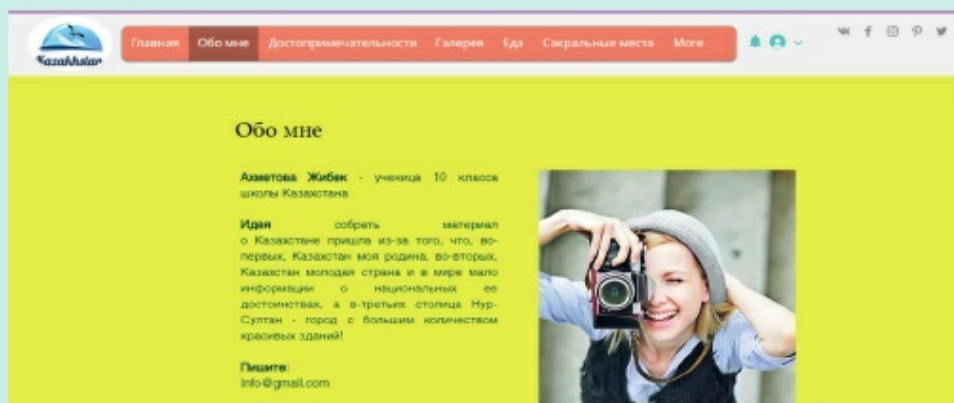 Kazakhstar
Главная Обо мне Достопримечательности Галерея Еда Сакральные места More
Обо мне
Ахметова Жибек - ученица 10 класса
школы Казахстана
Идея собрать материал
о Казахстане пришла из-за того, что, во-
первых, Казахстан моя родина, во-вторых,
Казахстан молодая страна и в мире мало
информации о национальных ее
достоинствах, а в-третьих столица Нур-
Султан - город с большим количеством
красивых зданий!
Пишите:
Info@gmail.com